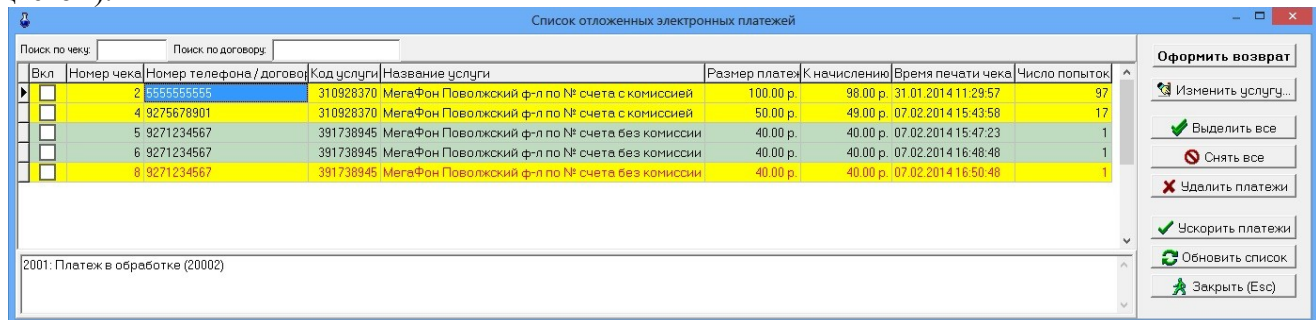 Список отложенных электронных платежей
Поиск по чеку: Поиск по договору:
Вкл Номер чека Номер телефона / договор Код услуги Название услуги Размер платеж К начислению Время печати чека Число попыток
2 5555555555 310928370 МегаФон Поволжский ф-л по № счета с комиссией 100.00 р. 98.00 р. 31.01.2014 11:29:57 97
4 9275678901 310928370 МегаФон Поволжский ф-л по № счета с комиссией 50.00 р. 49.00 р. 07.02.2014 15:43:58 17
5 9271234567 391738945 МегаФон Поволжский ф-л по № счета без комиссии 40.00 р. 40.00 р. 07.02.2014 15:47:23 1
6 9271234567 391738945 МегаФон Поволжский ф-л по № счета без комиссии 40.00 р. 40.00 р. 07.02.2014 16:48:48 1
8 9271234567 391738945 МегаФон Поволжский ф-л по № счета без комиссии 40.00 р. 40.00 р. 07.02.2014 16:50:48 1
2001: Платеж в обработке (20002)
Оформить возврат
Изменить услугу...
Выделить все
Снять все
Удалить платежи
Ускорить платежи
Обновить список
Закрыть (Esc)